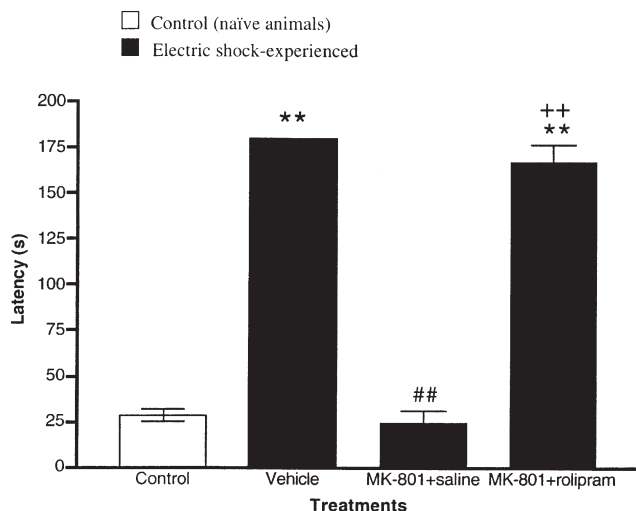 Control (naïve animals)
Electric shock-experienced
200
175
150
125
100
75
50
25
0
Latency (s)
**
##
++
**
Control
Vehicle
MK-801+saline
MK-801+rolipram
Treatments